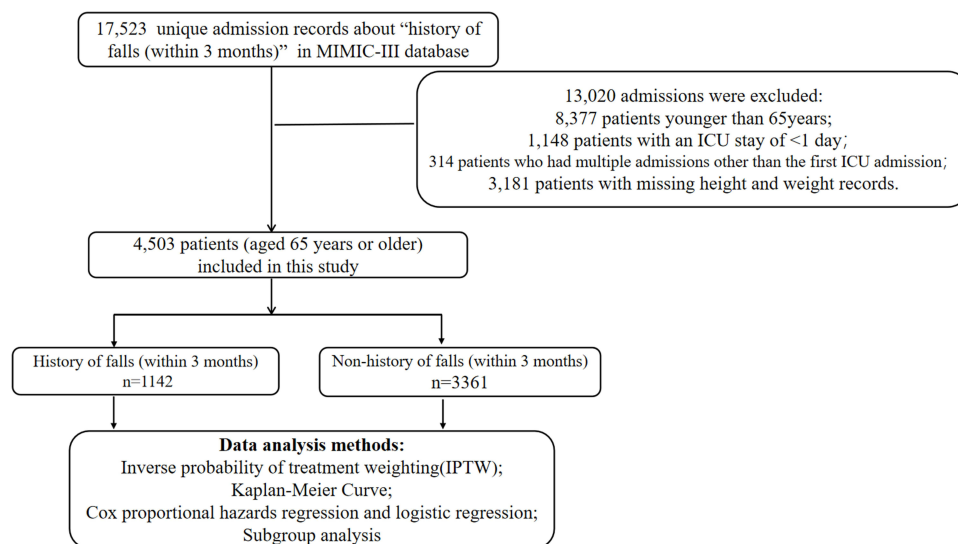 17,523 unique admission records about “history
of falls (within 3 months)” in MIMIC-III database
13,020 admissions were excluded:
8,377 patients younger than 65years;
1,148 patients with an ICU stay of <1 day;
314 patients who had multiple admissions other than the first ICU admission;
3,181 patients with missing height and weight records.
4,503 patients (aged 65 years or older)
included in this study
History of falls (within 3 months)
n=1142
Non-history of falls (within 3 months)
n=3361
Data analysis methods:
Inverse probability of treatment weighting(IPTW);
Kaplan-Meier Curve;
Cox proportional hazards regression and logistic regression;
Subgroup analysis